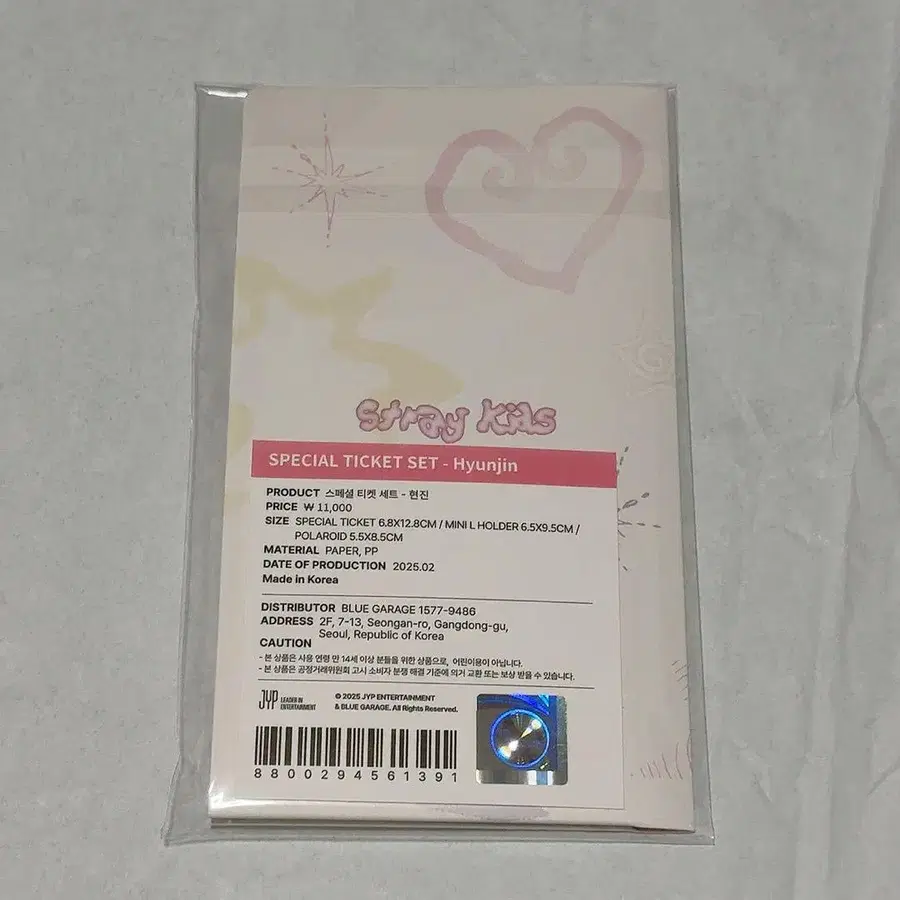 Stray Kids
SPECIAL TICKET SET - Hyunjin
PRODUCT 스페셜 티켓 세트 - 현진
PRICE ₩ 11,000
SIZE SPECIAL TICKET 6.8X12.8CM / MINI L HOLDER 6.5X9.5CM /
POLAROID 5.5X8.5CM
MATERIAL PAPER, PP
DATE OF PRODUCTION 2025.02
Made in Korea
DISTRIBUTOR BLUE GARAGE 1577-9486
ADDRESS 2F, 7-13, Seongan-ro, Gangdong-gu,
Seoul, Republic of Korea
CAUTION
- 본 상품은 사용 연령 만 14세 이상 분들을 위한 상품으로, 어린이용이 아닙니다.
- 본 상품은 공정거래위원회 고시 소비자 분쟁 해결 기준에 의거 교환 또는 보상 받을 수 있습니다.
JYP LEADER IN
ENTERTAINMENT
© 2025 JYP ENTERTAINMENT
& BLUE GARAGE. All Rights Reserved.
8800294561391